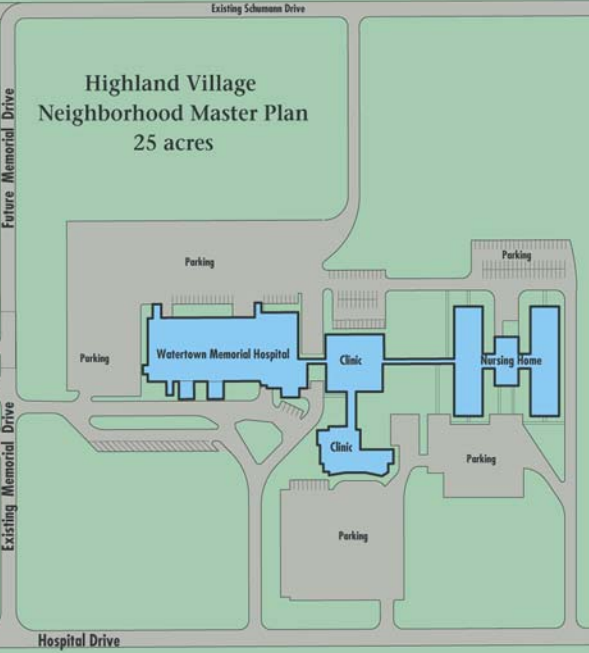 Existing Schumann Drive
Highland Village
Neighborhood Master Plan
25 acres
Future Memorial Drive
Parking
Parking
Parking
Watertown Memorial Hospital
Clinic
Nursing Home
Existing Memorial Drive
Clinic
Parking
Parking
Hospital Drive